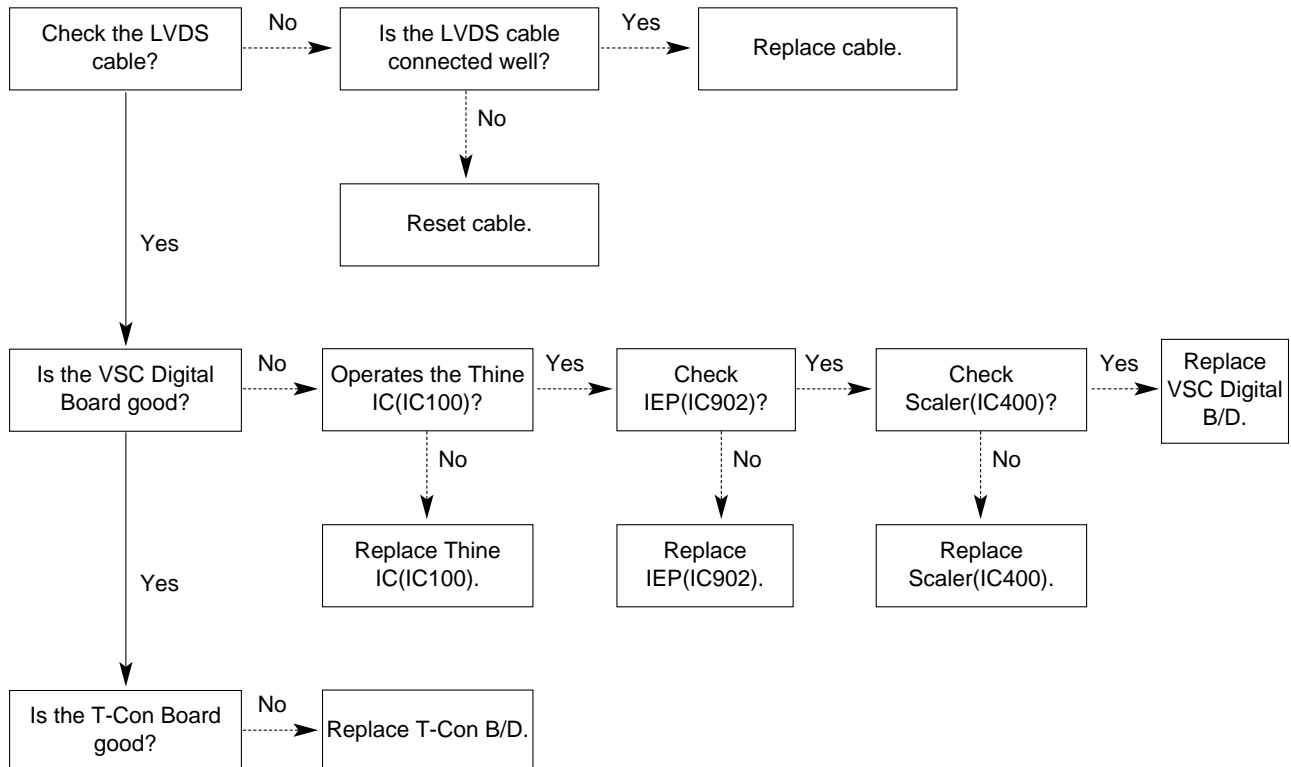 Check the LVDS
cable?
No
Is the LVDS cable
connected well?
Yes
Replace cable.
No
Reset cable.
Yes
Is the VSC Digital
Board good?
No
Operates the Thine
IC(IC100)?
Yes
Check
IEP(IC902)?
Yes
Check
Scaler(IC400)?
Yes
Replace
VSC Digital
B/D.
No
No
No
Replace Thine
IC(IC100).
Replace
IEP(IC902).
Replace
Scaler(IC400).
Yes
Is the T-Con Board
good?
No
Replace T-Con B/D.